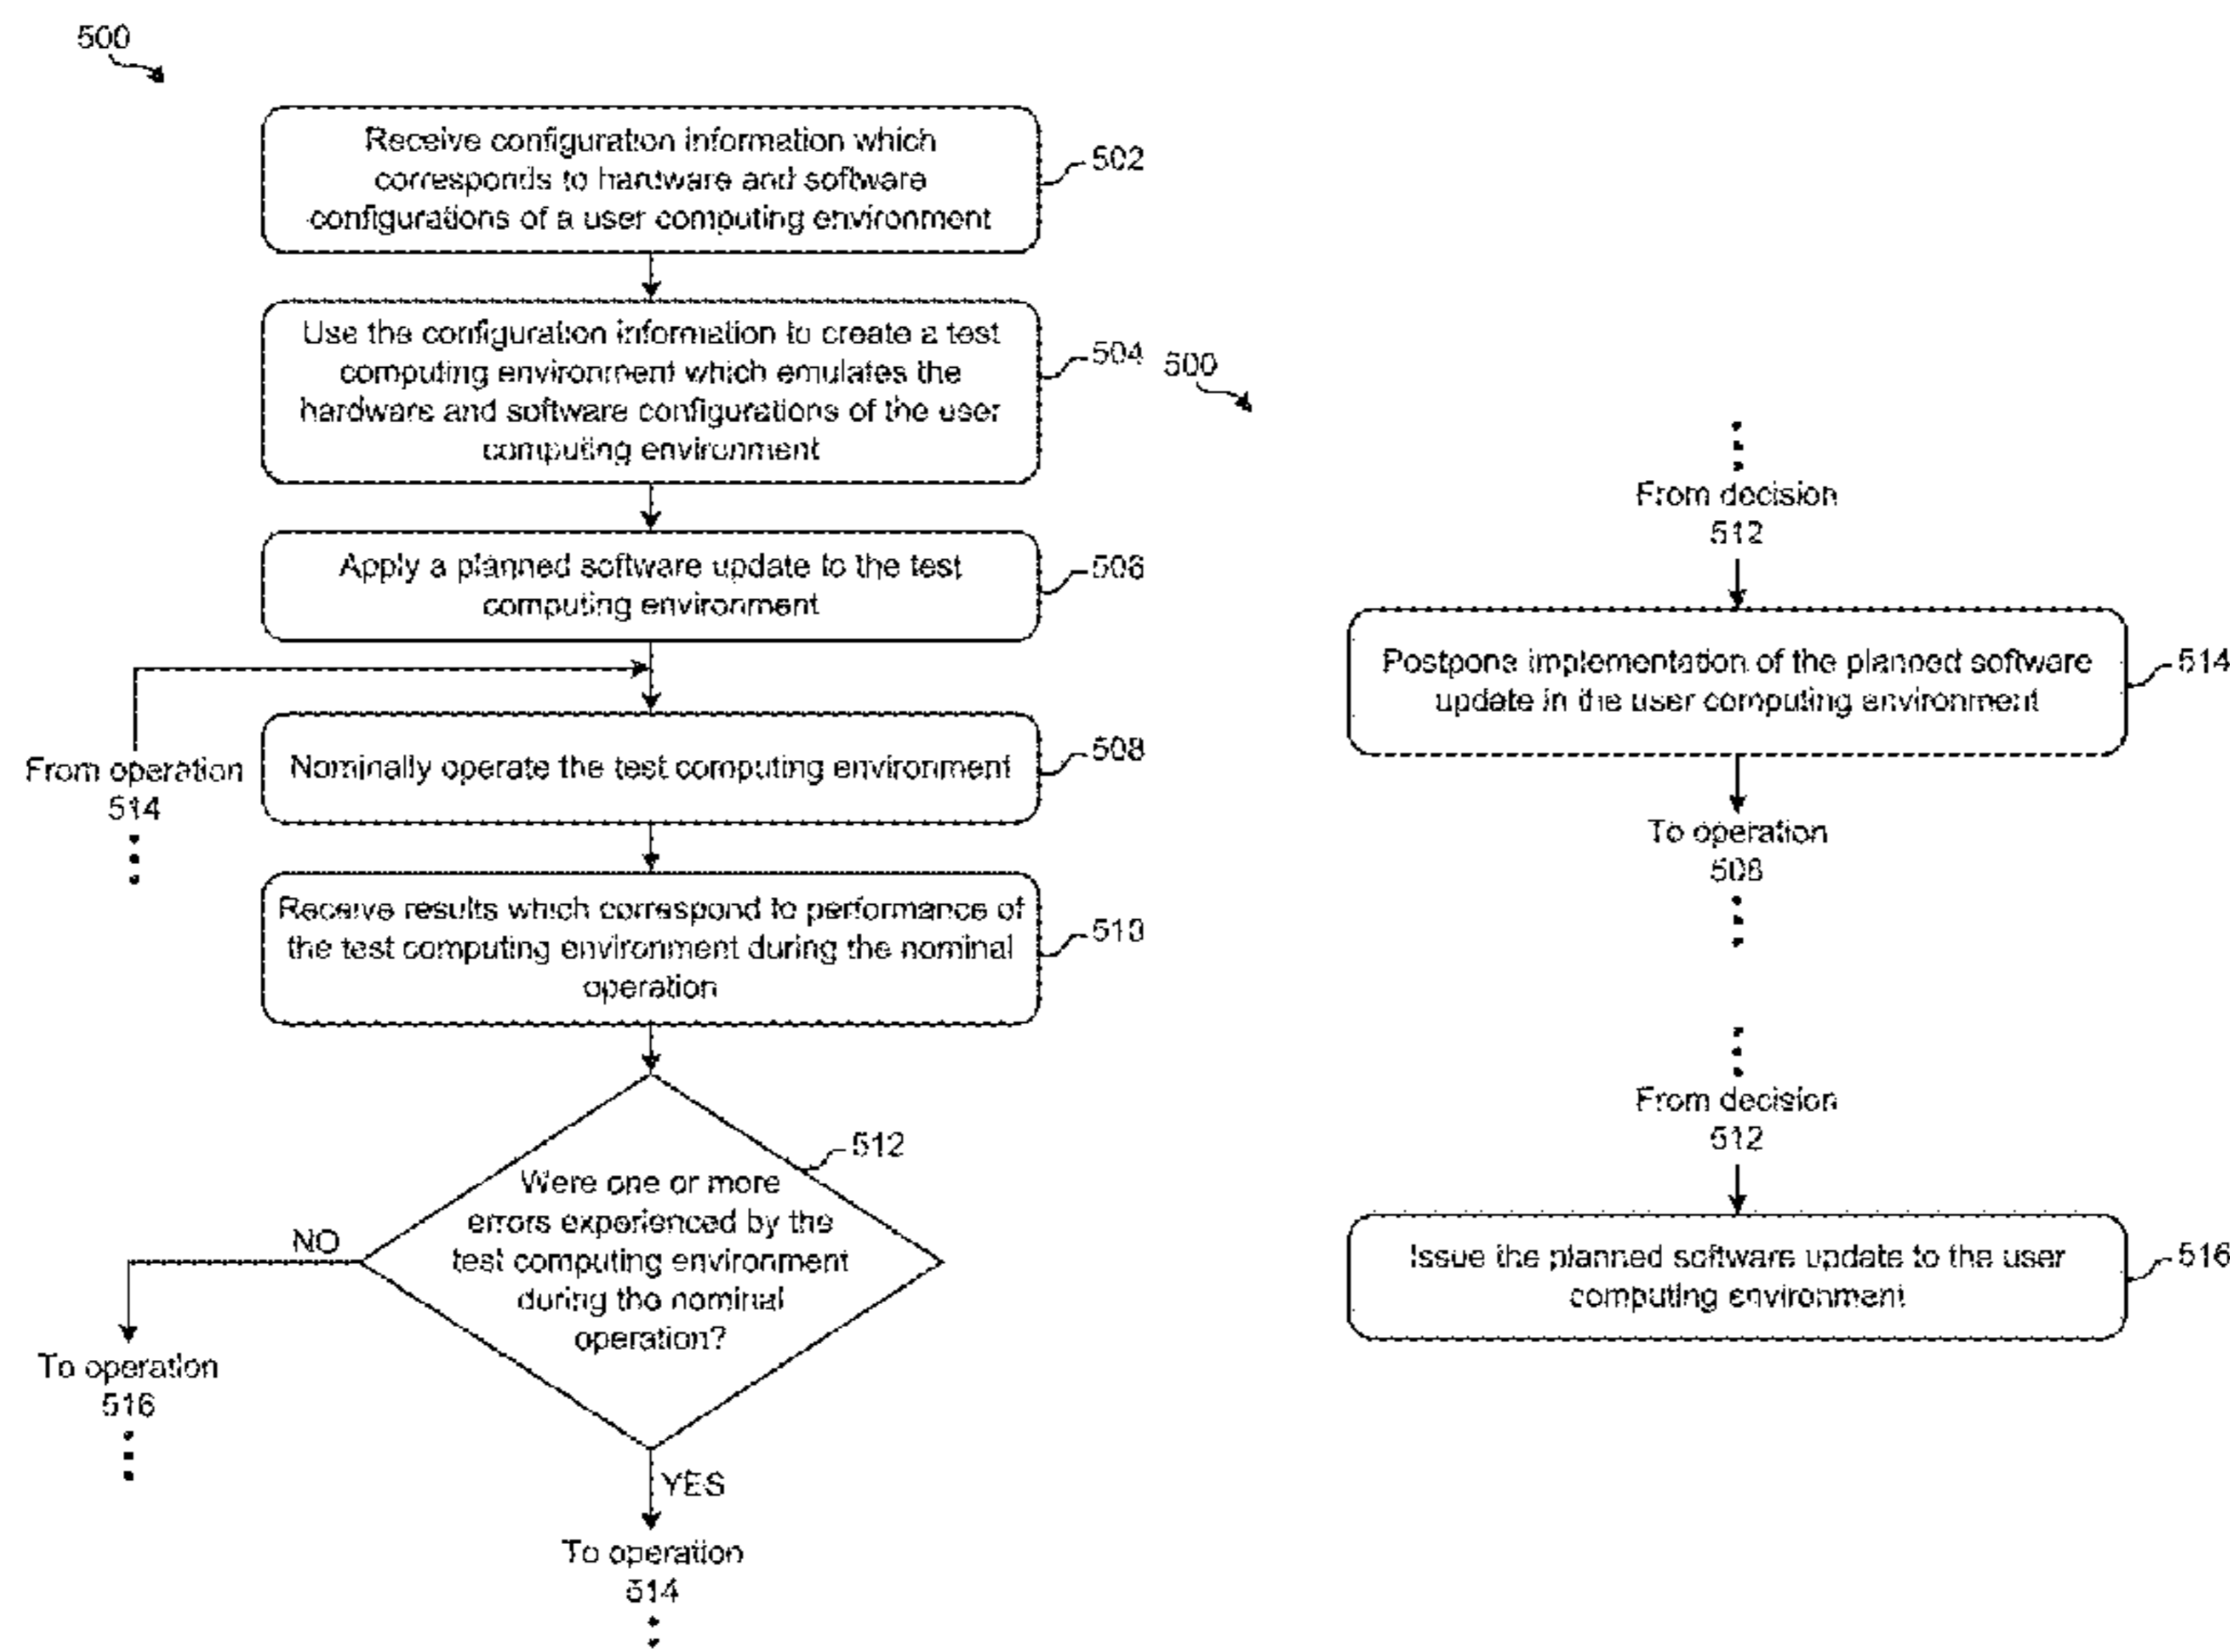 500
Receive configuration information which
corresponds to hardware and software
configurations of a user computing environment
502
Use the configuration information to create a test
computing environment which emulates the
hardware and software configurations of the user
computing environment
504
Apply a planned software update to the test
computing environment
506
From operation
514
Nominally operate the test computing environment
508
Receive results which correspond to performance of
the test computing environment during the nominal
operation
510
512
Were one or more
errors experienced by the
test computing environment
during the nominal
operation?
NO
To operation
516
YES
To operation
514
500
From decision
512
Postpone implementation of the planned software
update in the user computing environment
514
To operation
508
From decision
512
Issue the planned software update to the user
computing environment
516